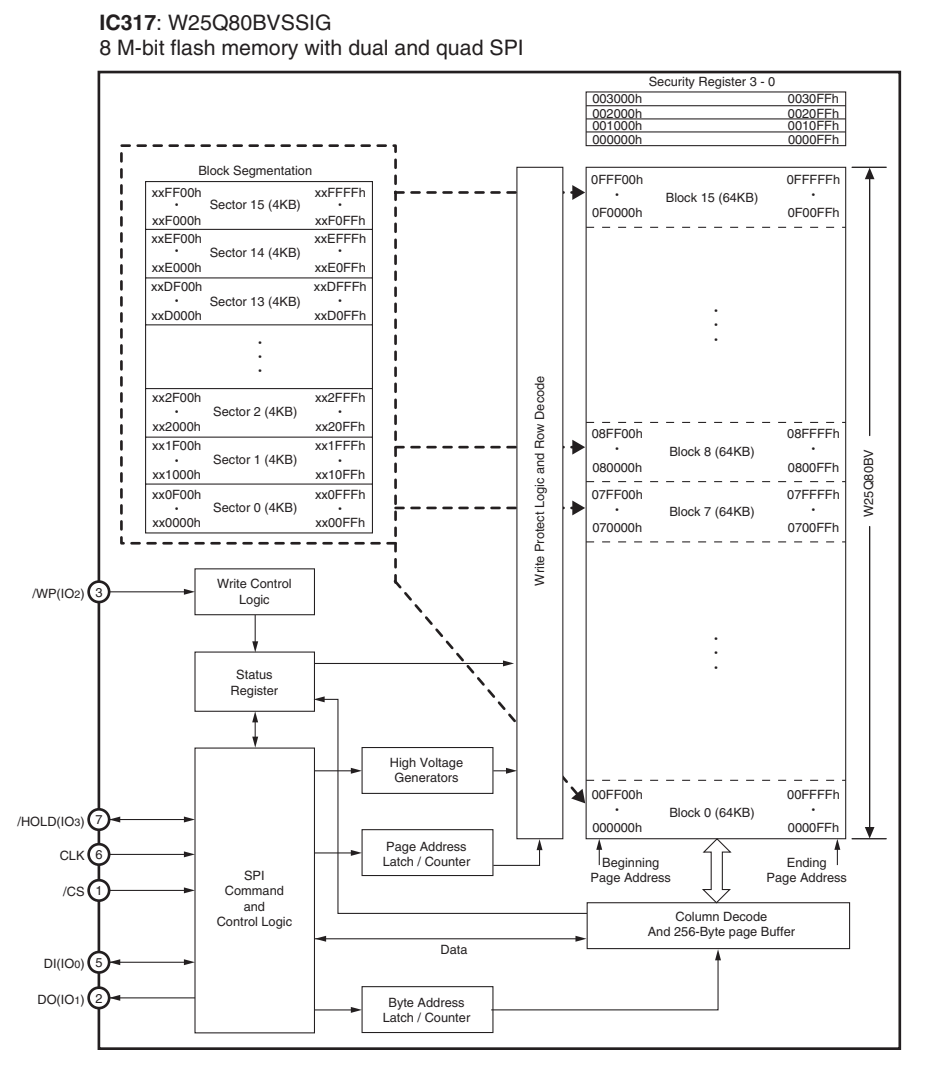 IC317: W25Q80BVSSIG
8 M-bit flash memory with dual and quad SPI
Security Register 3 - 0
003000h 0030FFh
002000h 0020FFh
001000h 0010FFh
000000h 0000FFh
Block Segmentation
xxFF00h xxFFFFh
• Sector 15 (4KB) •
xxF000h xxF0FFh
xxEF00h xxEFFFh
• Sector 14 (4KB) •
xxE000h xxE0FFh
xxDF00h xxDFFFh
• Sector 13 (4KB) •
xxD000h xxD0FFh
xx2F00h xx2FFFh
• Sector 2 (4KB) •
xx2000h xx20FFh
xx1F00h xx1FFFh
• Sector 1 (4KB) •
xx1000h xx10FFh
xx0F00h xx0FFFh
• Sector 0 (4KB) •
xx0000h xx00FFh
Write Protect Logic and Row Decode
0FFF00h 0FFFFFh
• Block 15 (64KB) •
0F0000h 0F00FFh
08FF00h 08FFFFh
• Block 8 (64KB) •
080000h 0800FFh
07FF00h 07FFFFh
• Block 7 (64KB) •
070000h 0700FFh
00FF00h 00FFFFh
• Block 0 (64KB) •
000000h 0000FFh
W25Q80BV
Beginning
Page Address
Ending
Page Address
/WP(IO2) 3
Write Control
Logic
Status
Register
High Voltage
Generators
Page Address
Latch / Counter
/HOLD(IO3) 7
CLK 6
/CS 1
DI(IO0) 5
DO(IO1) 2
SPI
Command
and
Control Logic
Column Decode
And 256-Byte page Buffer
Data
Byte Address
Latch / Counter